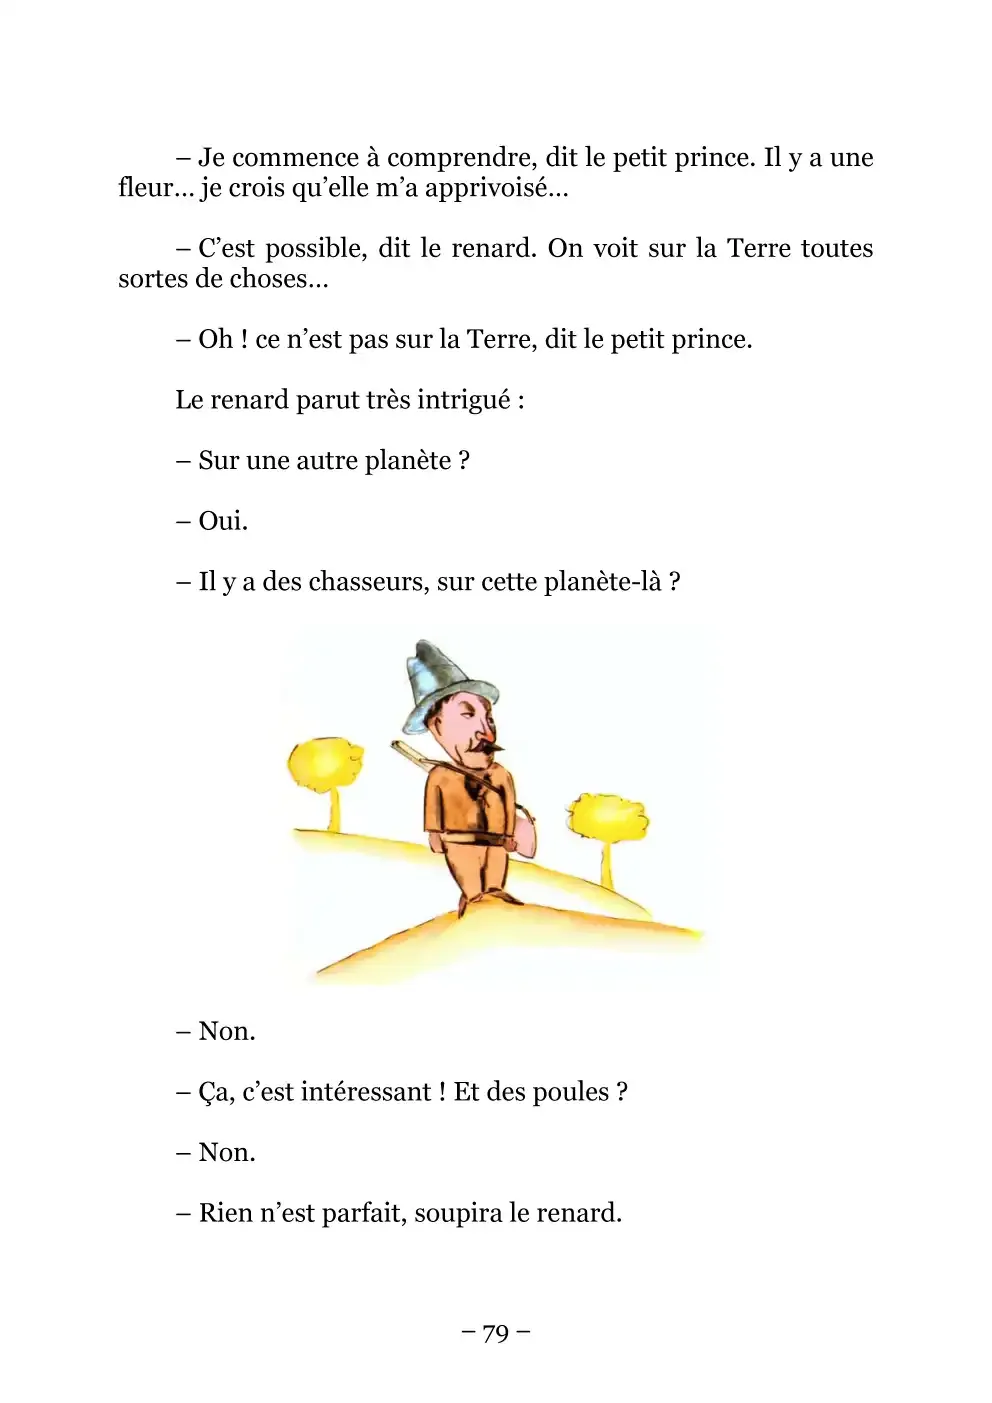 – Je commence à comprendre, dit le petit prince. Il y a une
fleur… je crois qu’elle m’a apprivoisé…
– C’est possible, dit le renard. On voit sur la Terre toutes
sortes de choses…
– Oh ! ce n’est pas sur la Terre, dit le petit prince.
Le renard parut très intrigué :
– Sur une autre planète ?
– Oui.
– Il y a des chasseurs, sur cette planète-là ?
– Non.
– Ça, c’est intéressant ! Et des poules ?
– Non.
– Rien n’est parfait, soupira le renard.
– 79 –